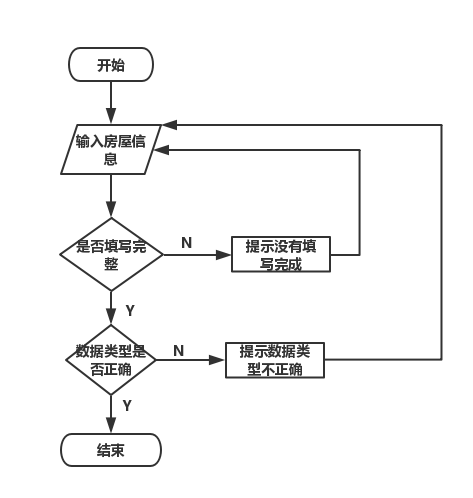 开始
输入房屋信
息
是否填写完
整
N
提示没有填
写完成
Y
数据类型是
否正确
N
提示数据类
型不正确
Y
结束